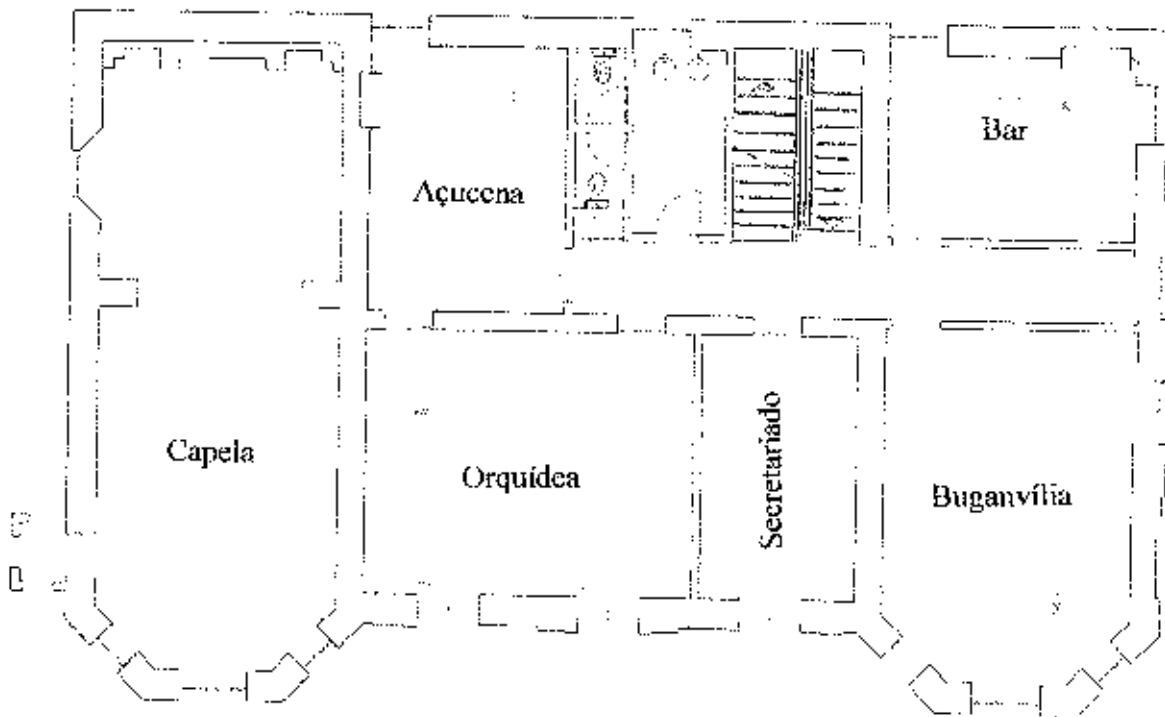 Bar
Açucena
Capela
Orquídea
Secretariado
Buganvília